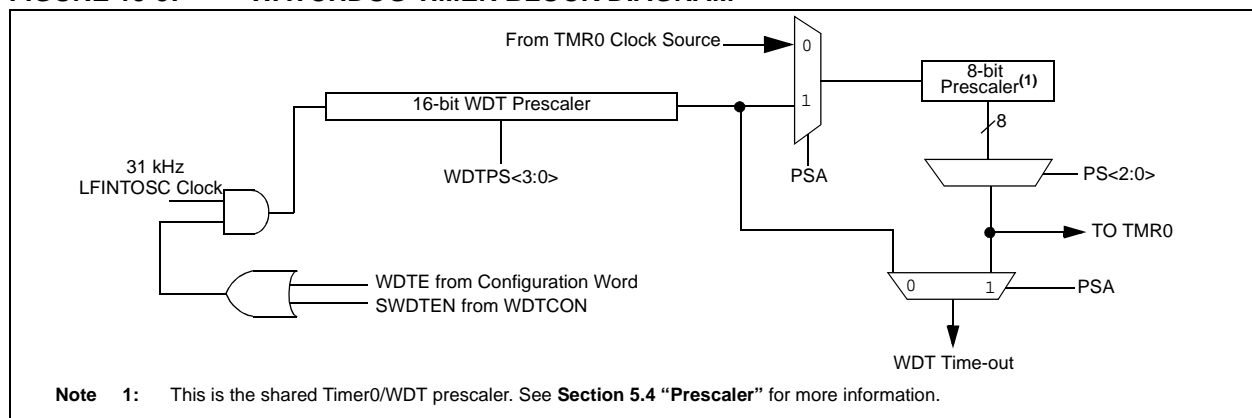 From TMR0 Clock Source
0
1
8-bit
Prescaler(1)
16-bit WDT Prescaler
8
31 kHz
LFINTOSC Clock
WDTPS<3:0>
PSA
PS<2:0>
TO TMR0
WDTE from Configuration Word
SWDTEN from WDTCON
0 1
PSA
WDT Time-out
Note 1: This is the shared Timer0/WDT prescaler. See Section 5.4 “Prescaler” for more information.